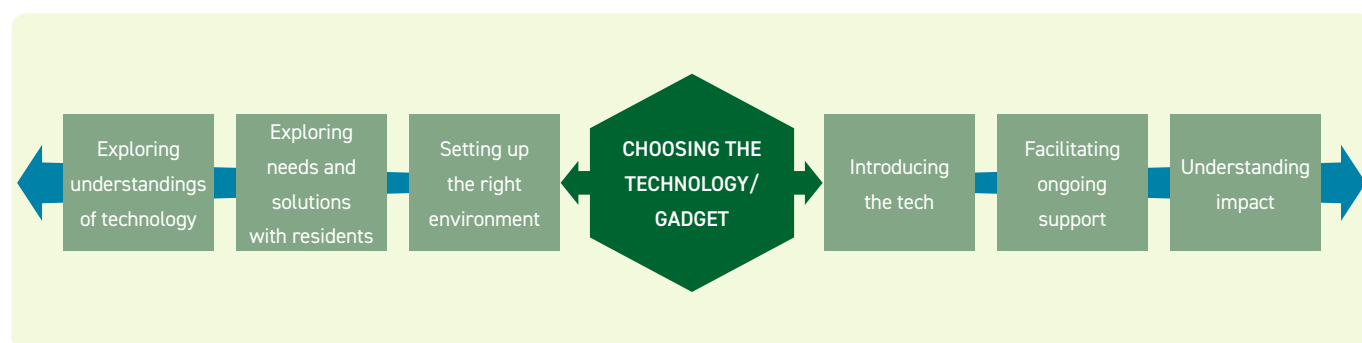 Exploring
understandings
of technology
Exploring
needs and
solutions
with residents
Setting up
the right
environment
CHOOSING THE
TECHNOLOGY/
GADGET
Introducing
the tech
Facilitating
ongoing
support
Understanding
impact